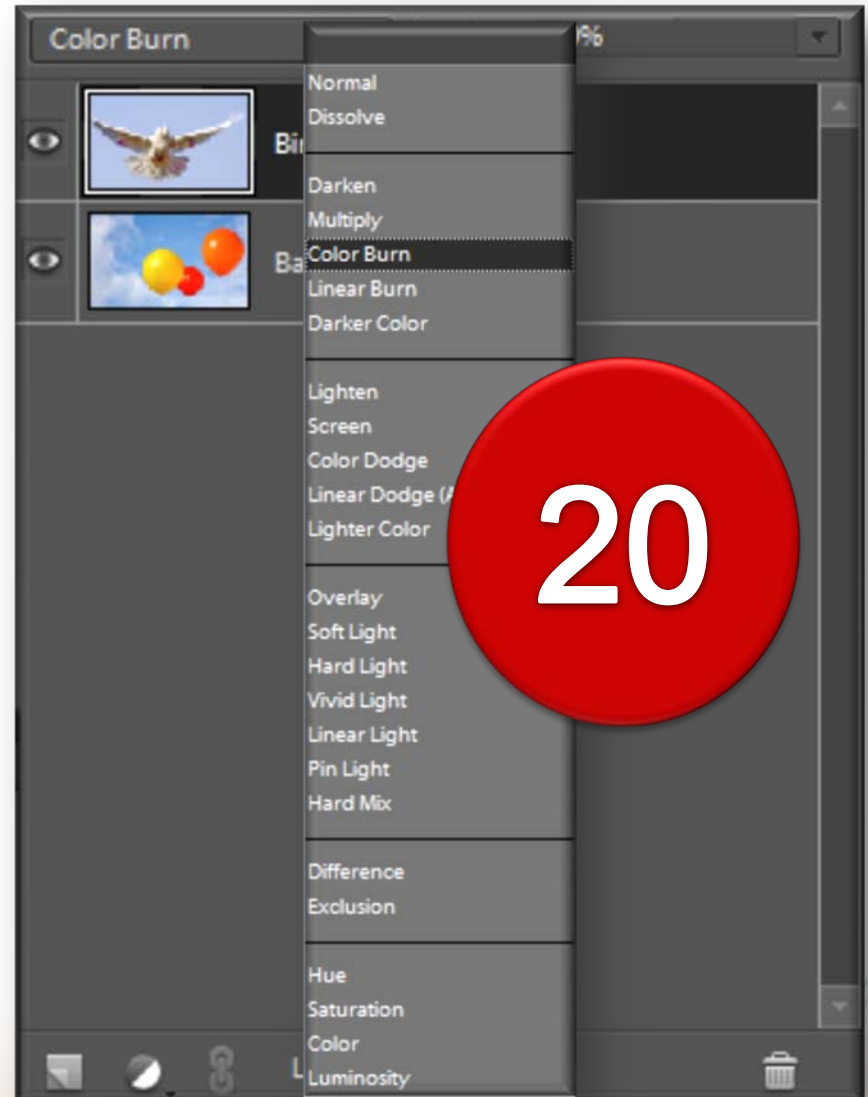 Color Burn
%
Normal
Dissolve
Darken
Multiply
Color Burn
Linear Burn
Darker Color
Lighten
Screen
Color Dodge
Linear Dodge (
Lighter Color
Overlay
Soft Light
Hard Light
Vivid Light
Linear Light
Pin Light
Hard Mix
Difference
Exclusion
Hue
Saturation
Color
Luminosity
20